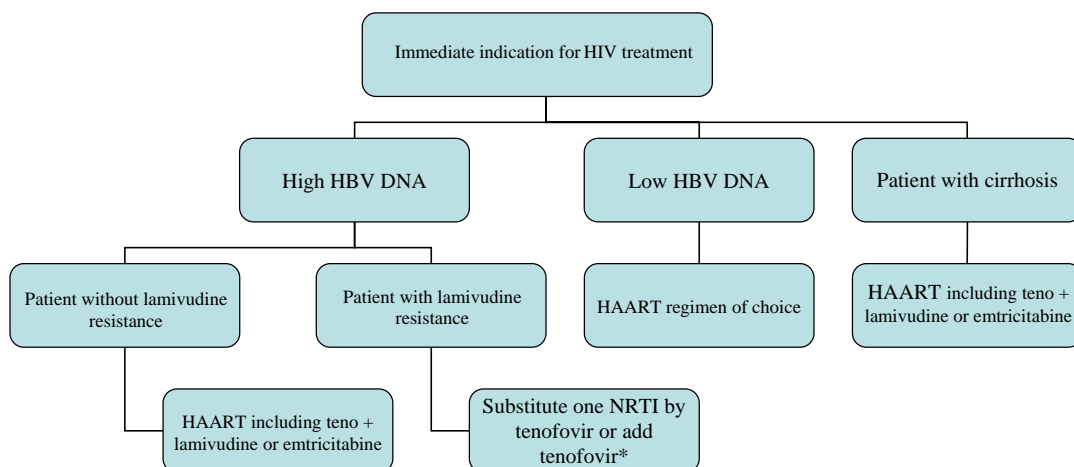 Immediate indication for HIV treatment
High HBV DNA
Low HBV DNA
Patient with cirrhosis
Patient without lamivudine
resistance
Patient with lamivudine
resistance
HAART regimen of choice
HAART including teno +
lamivudine or emtricitabine
HAART including teno +
lamivudine or emtricitabine
Substitute one NRTI by
tenofovir or add
tenofovir*